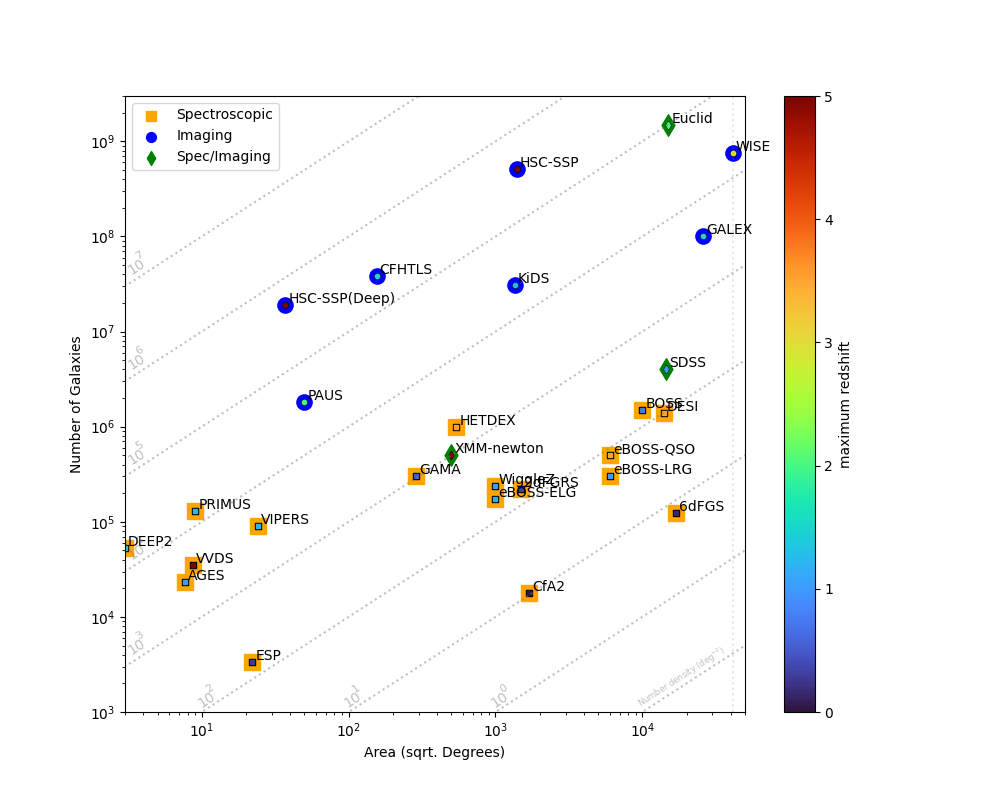 Spectroscopic
Imaging
Spec/Imaging
Euclid
WISE
HSC-SSP
GALEX
CFHTLS
KiDS
HSC-SSP(Deep)
SDSS
PAUS
BOSS
DESI
HETDEX
XMM-newton
eBOSS-QSO
GAMA
eBOSS-LRG
WiggleZ
2dFGRS
eBOSS-ELG
PRIMUS
6dFGS
VIPERS
DEEP2
VVDS
AGES
CfA2
ESP
10^7
10^6
10^5
10^3
10^2
10^1
10^0
Number density (deg^-2)
10^9
10^8
10^7
10^6
10^5
10^4
10^3
Number of Galaxies
10^1
10^2
10^3
10^4
Area (sqrt. Degrees)
5
4
3
2
1
0
maximum redshift